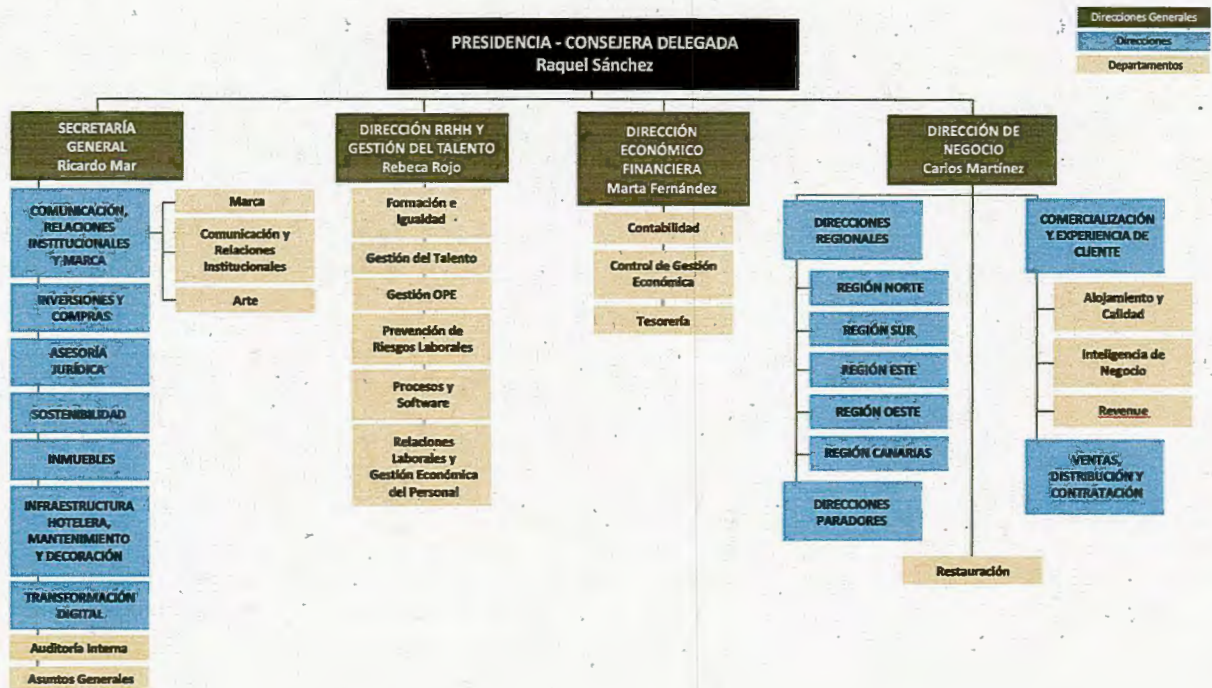 Direcciones Generales
Direcciones
Departamentos
PRESIDENCIA - CONSEJERA DELEGADA
Raquel Sánchez
SECRETARÍA
GENERAL
Ricardo Mar
COMUNICACIÓN,
RELACIONES
INSTITUCIONALES
Y MARCA
Marca
Comunicación y
Relaciones
Institucionales
Arte
INVERSIONES Y
COMPRAS
ASESORÍA
JURÍDICA
SOSTENIBILIDAD
INMUEBLES
INFRAESTRUCTURA
HOTELERA,
MANTENIMIENTO
Y DECORACIÓN
TRANSFORMACIÓN
DIGITAL
Auditoría Interna
Asuntos Generales
DIRECCIÓN RRHH Y
GESTIÓN DEL TALENTO
Rebeca Rojo
Formación e
Igualdad
Gestión del Talento
Gestión OPE
Prevención de
Riesgos Laborales
Procesos y
Software
Relaciones
Laborales y
Gestión Económica
del Personal
DIRECCIÓN
ECONÓMICO
FINANCIERA
Marta Fernández
Contabilidad
Control de Gestión
Económica
Tesorería
DIRECCIÓN DE
NEGOCIO
Carlos Martínez
DIRECCIONES
REGIONALES
REGIÓN NORTE
REGIÓN SUR
REGIÓN ESTE
REGIÓN OESTE
REGIÓN CANARIAS
DIRECCIONES
PARADORES
COMERCIALIZACIÓN
Y EXPERIENCIA DE
CLIENTE
Alojamiento y
Calidad
Inteligencia de
Negocio
Revenue
VENTAS,
DISTRIBUCIÓN Y
CONTRATACIÓN
Restauración